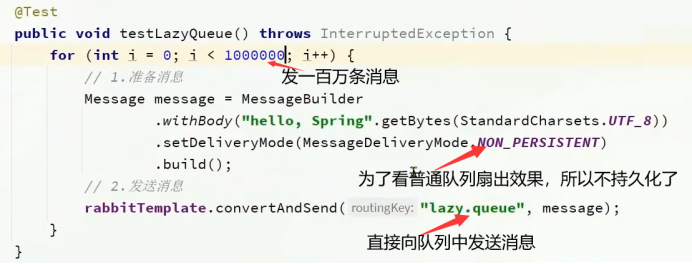 @Test
public void testLazyQueue() throws InterruptedException {
for (int i = 0; i < 1000000; i++) {
// 1.准备消息
发一百万条消息
Message message = MessageBuilder
.withBody("hello, Spring".getBytes(StandardCharsets.UTF_8))
.setDeliveryMode(MessageDeliveryMode.NON_PERSISTENT)
.build();
为了看普通队列扇出效果，所以不持久化了
// 2.发送消息
rabbitTemplate.convertAndSend( routingKey: "lazy.queue", message);
}
直接向队列中发送消息
}